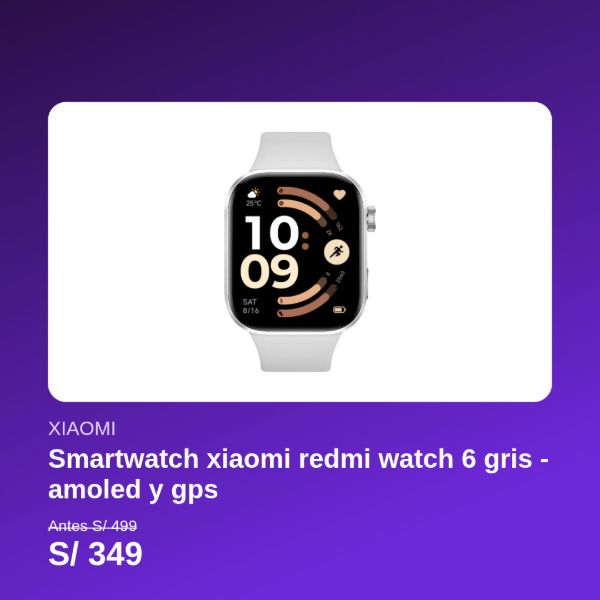 25°C
10:
09
SAT
8/16
XIAOMI
Smartwatch xiaomi redmi watch 6 gris -
amoled y gps
Antes S/ 499
S/ 349